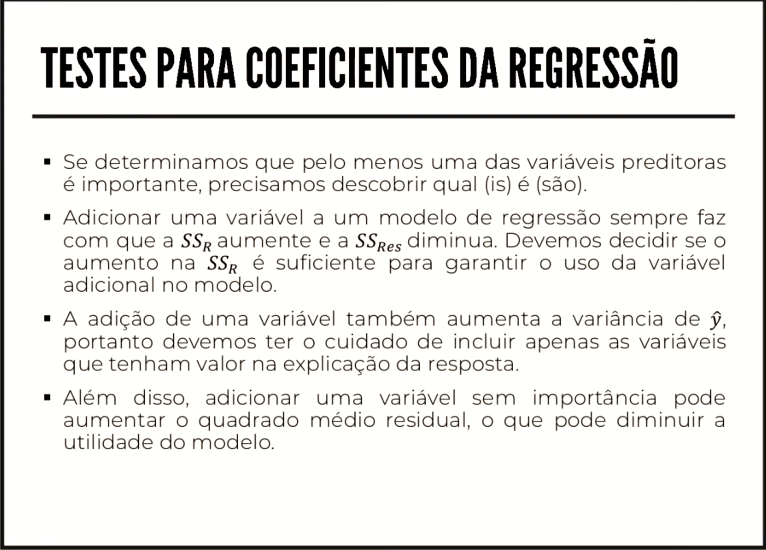 TESTES PARA COEFICIENTES DA REGRESSÃO
▪ Se determinamos que pelo menos uma das variáveis preditoras
é importante, precisamos descobrir qual (is) é (são).
▪ Adicionar uma variável a um modelo de regressão sempre faz
com que a SS_R aumente e a SS_Res diminua. Devemos decidir se o
aumento na SS_R é suficiente para garantir o uso da variável
adicional no modelo.
▪ A adição de uma variável também aumenta a variância de ŷ,
portanto devemos ter o cuidado de incluir apenas as variáveis
que tenham valor na explicação da resposta.
▪ Além disso, adicionar uma variável sem importância pode
aumentar o quadrado médio residual, o que pode diminuir a
utilidade do modelo.